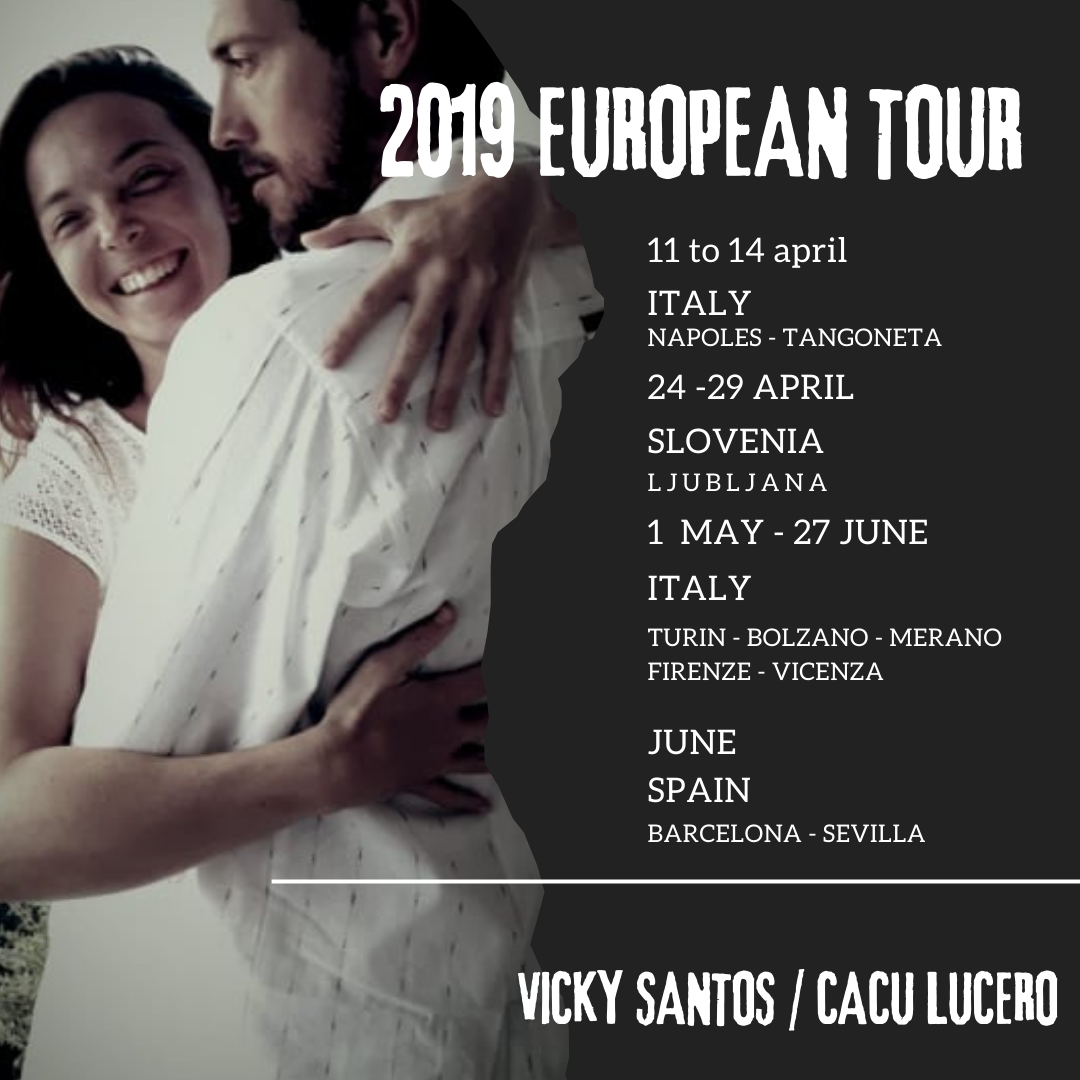 2019 EUROPEAN TOUR
11 to 14 april
ITALY
NAPOLES - TANGONETA
24 -29 APRIL
SLOVENIA
LJUBLJANA
1 MAY - 27 JUNE
ITALY
TURIN - BOLZANO - MERANO
FIRENZE - VICENZA
JUNE
SPAIN
BARCELONA - SEVILLA
VICKY SANTOS / CACU LUCERO